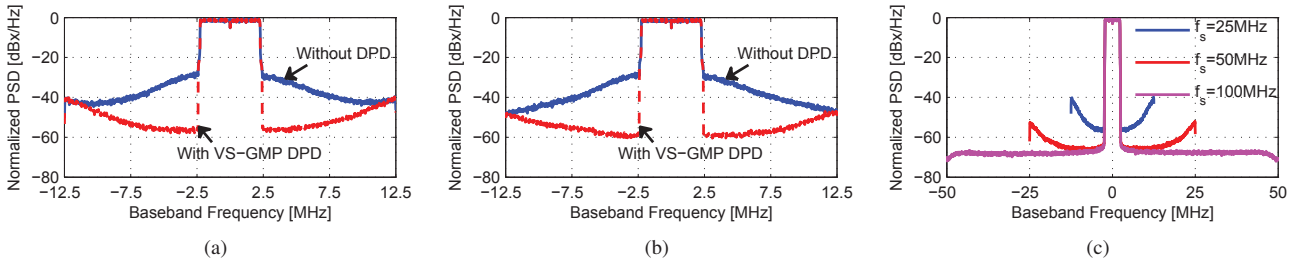 0
−20
−40
−60
−80
Normalized PSD [dBx/Hz]
−12.5 −7.5 −2.5 2.5 7.5 12.5
Baseband Frequency [MHz]
Without DPD
With VS−GMP DPD
(a)
0
−20
−40
−60
−80
Normalized PSD [dBx/Hz]
−12.5 −7.5 −2.5 2.5 7.5 12.5
Baseband Frequency [MHz]
Without DPD
With VS−GMP DPD
(b)
0
−20
−40
−60
−80
Normalized PSD [dBx/Hz]
−50 −25 0 25 50
Baseband Frequency [MHz]
f_s=25MHz
f_s=50MHz
f_s=100MHz
(c)